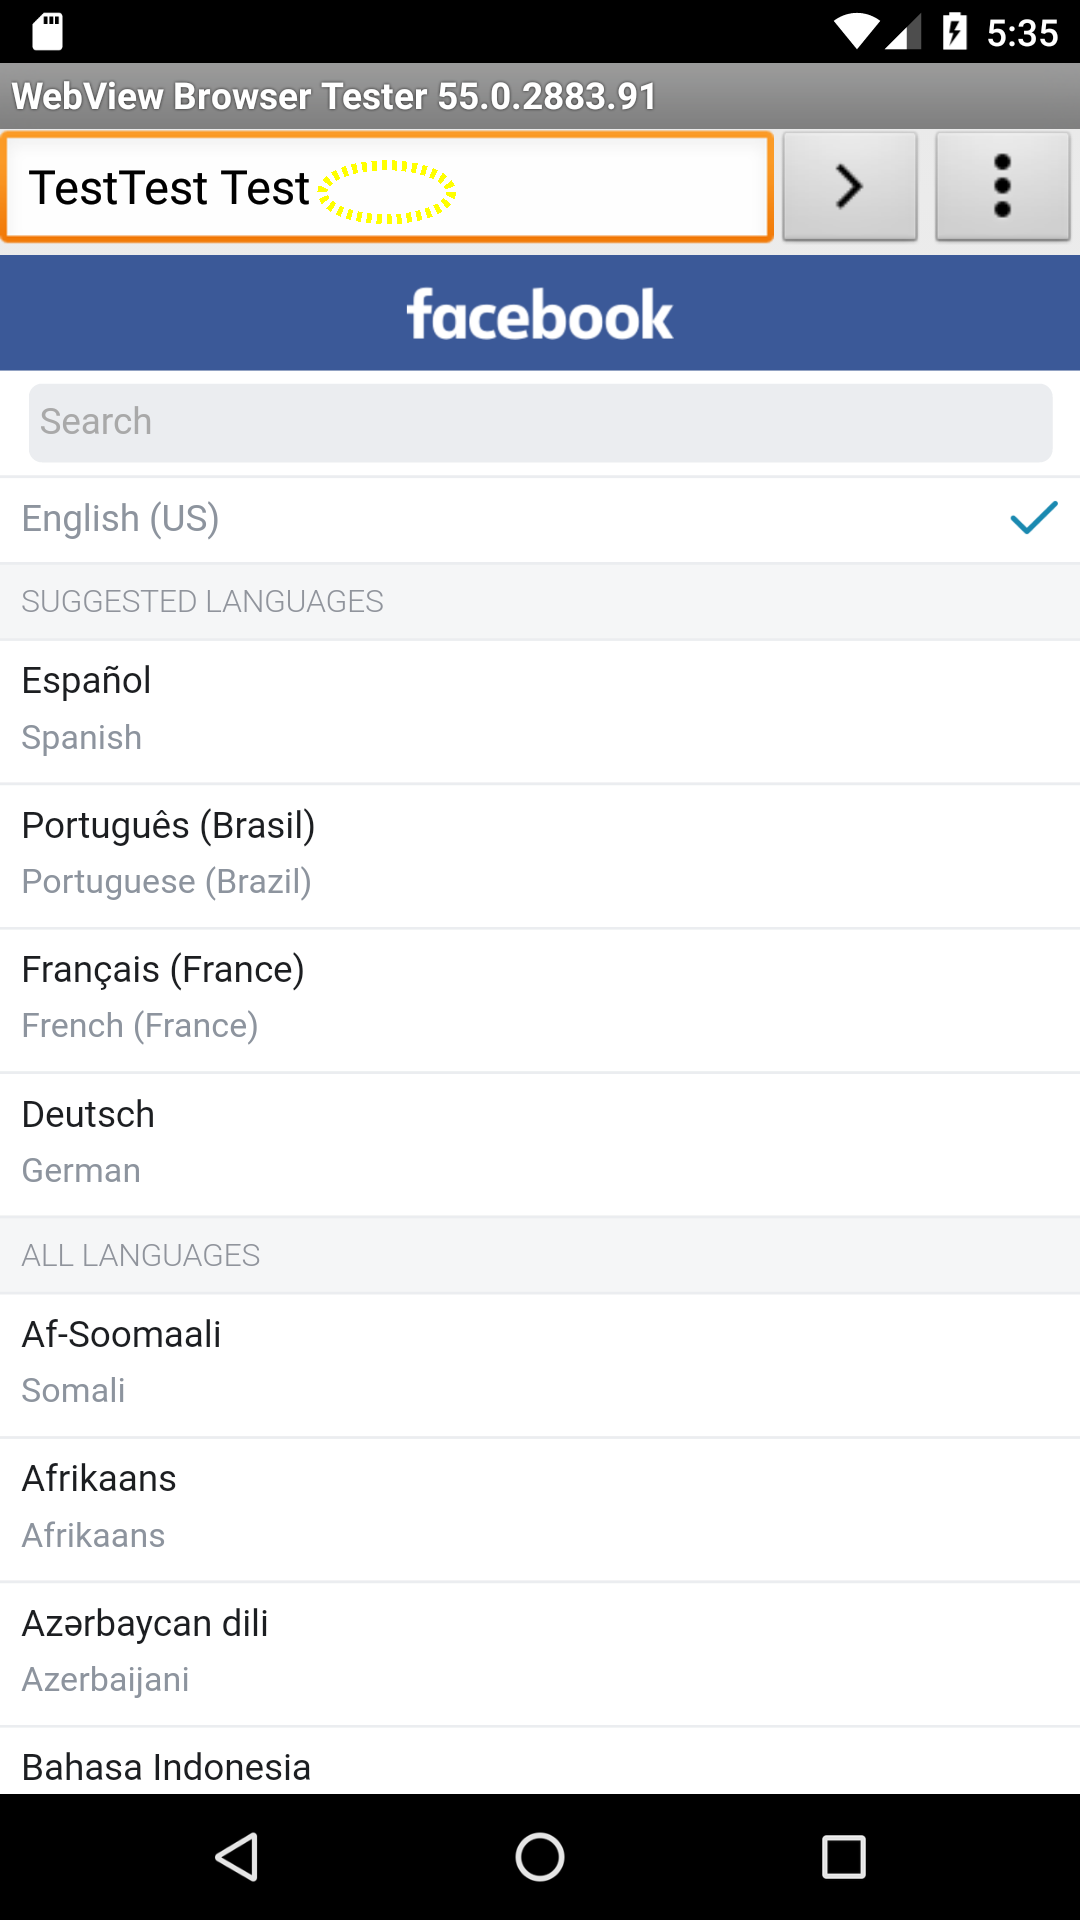 5:35
WebView Browser Tester 55.0.2883.91
TestTest Test
facebook
Search
English (US)
SUGGESTED LANGUAGES
Español
Spanish
Português (Brasil)
Portuguese (Brazil)
Français (France)
French (France)
Deutsch
German
ALL LANGUAGES
Af-Soomaali
Somali
Afrikaans
Afrikaans
Azərbaycan dili
Azerbaijani
Bahasa Indonesia